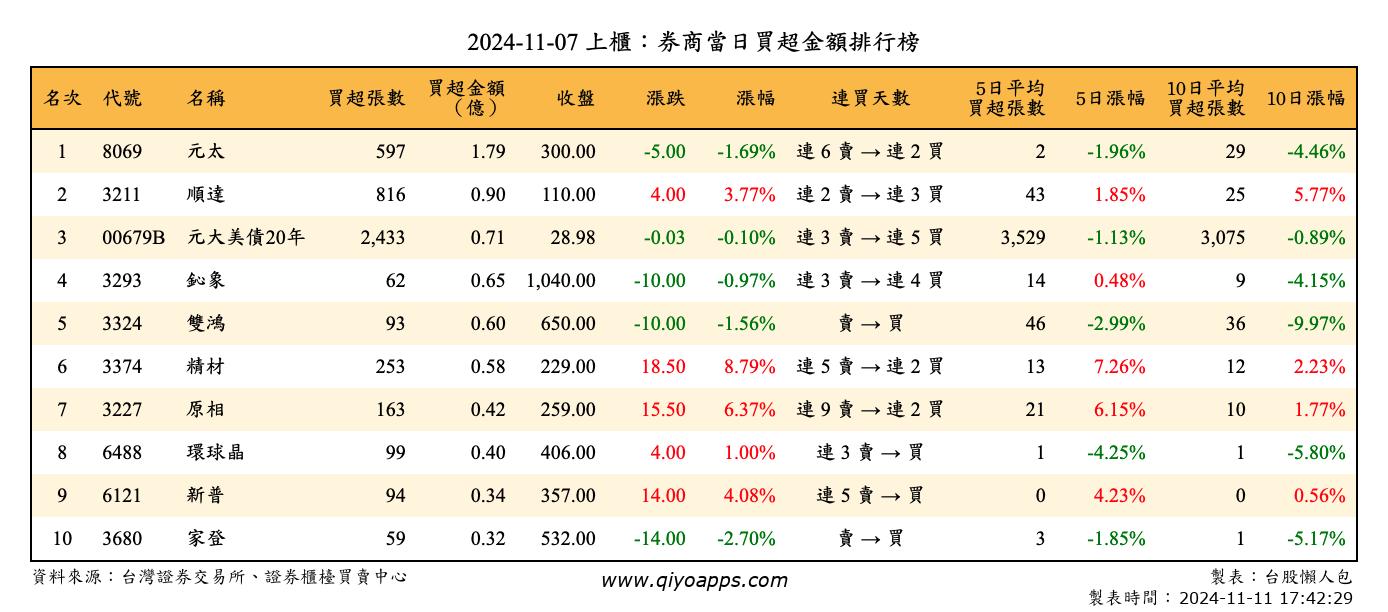 2024-11-07 上櫃：券商當日買超金額排行榜
名次 代號 名稱 買超張數 買超金額（億） 收盤 漲跌 漲幅 連買天數 5日平均買超張數 5日漲幅 10日平均買超張數 10日漲幅
1 8069 元太 597 1.79 300.00 -5.00 -1.69% 連 6 賣 → 連 2 買 2 -1.96% 29 -4.46%
2 3211 順達 816 0.90 110.00 4.00 3.77% 連 2 賣 → 連 3 買 43 1.85% 25 5.77%
3 00679B 元大美債20年 2,433 0.71 28.98 -0.03 -0.10% 連 3 賣 → 連 5 買 3,529 -1.13% 3,075 -0.89%
4 3293 鈊象 62 0.65 1,040.00 -10.00 -0.97% 連 3 賣 → 連 4 買 14 0.48% 9 -4.15%
5 3324 雙鴻 93 0.60 650.00 -10.00 -1.56% 賣 → 買 46 -2.99% 36 -9.97%
6 3374 精材 253 0.58 229.00 18.50 8.79% 連 5 賣 → 連 2 買 13 7.26% 12 2.23%
7 3227 原相 163 0.42 259.00 15.50 6.37% 連 9 賣 → 連 2 買 21 6.15% 10 1.77%
8 6488 環球晶 99 0.40 406.00 4.00 1.00% 連 3 賣 → 買 1 -4.25% 1 -5.80%
9 6121 新普 94 0.34 357.00 14.00 4.08% 連 5 賣 → 買 0 4.23% 0 0.56%
10 3680 家登 59 0.32 532.00 -14.00 -2.70% 賣 → 買 3 -1.85% 1 -5.17%
資料來源：台灣證券交易所、證券櫃檯買賣中心 www.qiyoapps.com 製表：台股懶人包
製表時間：2024-11-11 17:42:29